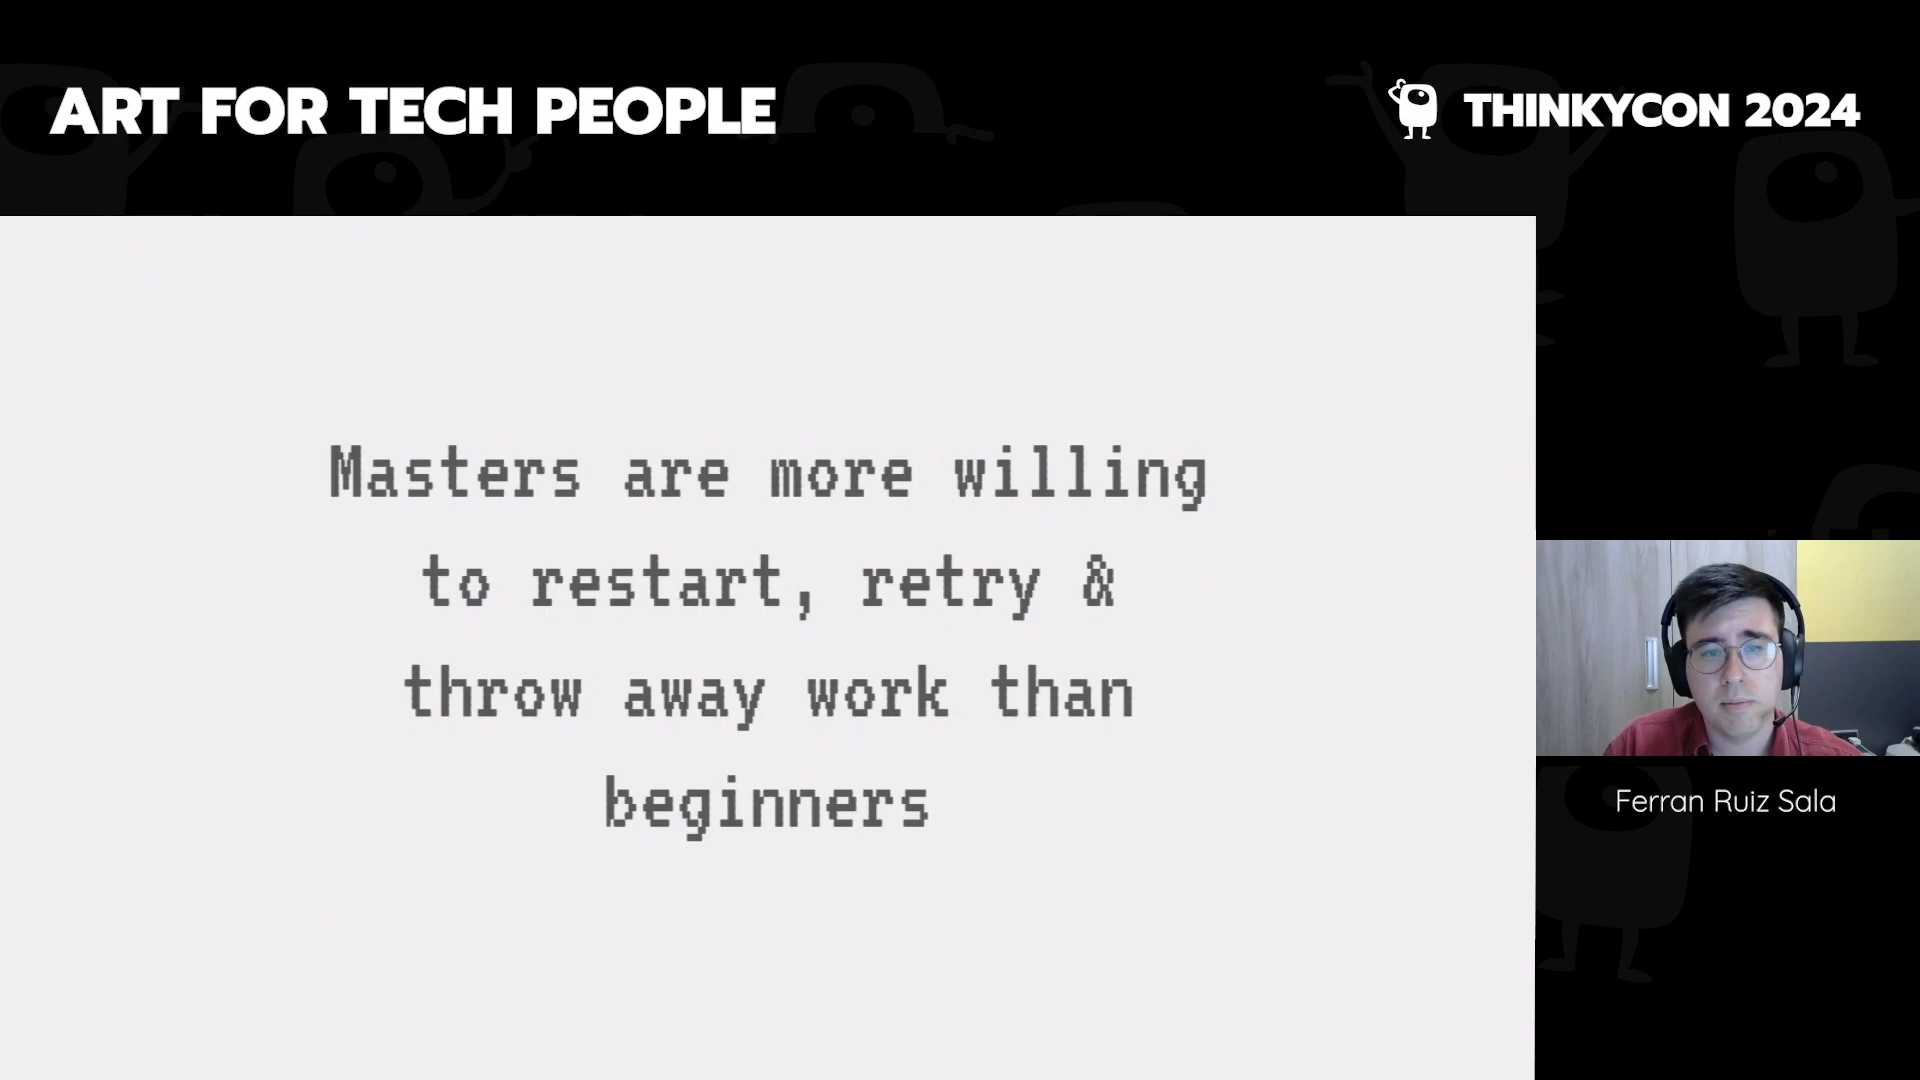 ART FOR TECH PEOPLE
THINKYCON 2024
Masters are more willing
to restart, retry &
throw away work than
beginners
Ferran Ruiz Sala